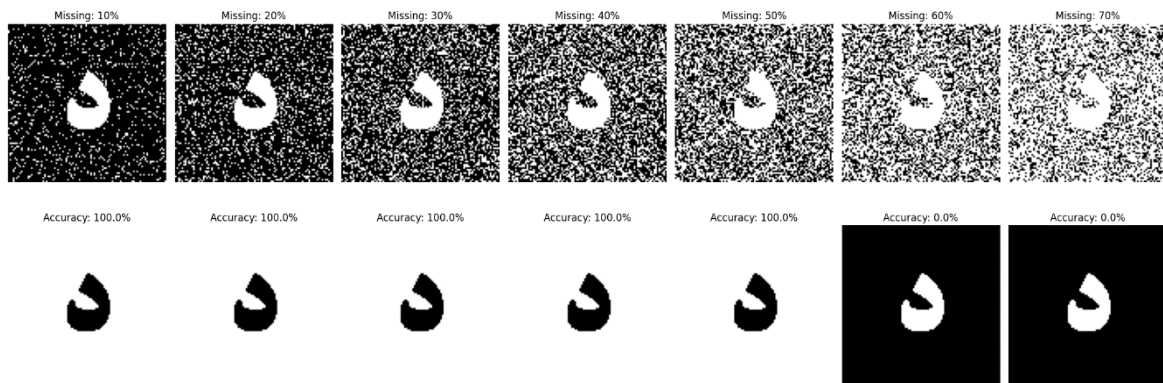 Missing: 10% Missing: 20% Missing: 30% Missing: 40% Missing: 50% Missing: 60% Missing: 70%
د د د د د د د
Accuracy: 100.0% Accuracy: 100.0% Accuracy: 100.0% Accuracy: 100.0% Accuracy: 100.0% Accuracy: 0.0% Accuracy: 0.0%
د د د د د د د